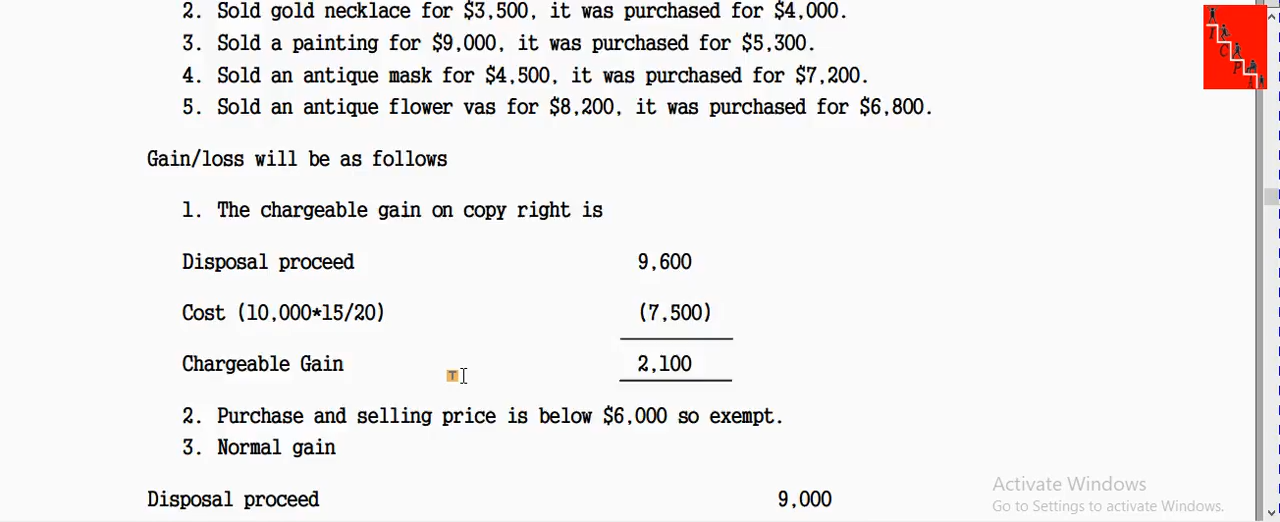 2. Sold gold necklace for $3,500, it was purchased for $4,000.
3. Sold a painting for $9,000, it was purchased for $5,300.
4. Sold an antique mask for $4,500, it was purchased for $7,200.
5. Sold an antique flower vas for $8,200, it was purchased for $6,800.
Gain/loss will be as follows
1. The chargeable gain on copy right is
Disposal proceed 9,600
Cost (10,000*15/20) (7,500)
Chargeable Gain 2,100
2. Purchase and selling price is below $6,000 so exempt.
3. Normal gain
Disposal proceed 9,000
Activate Windows
Go to Settings to activate Windows.